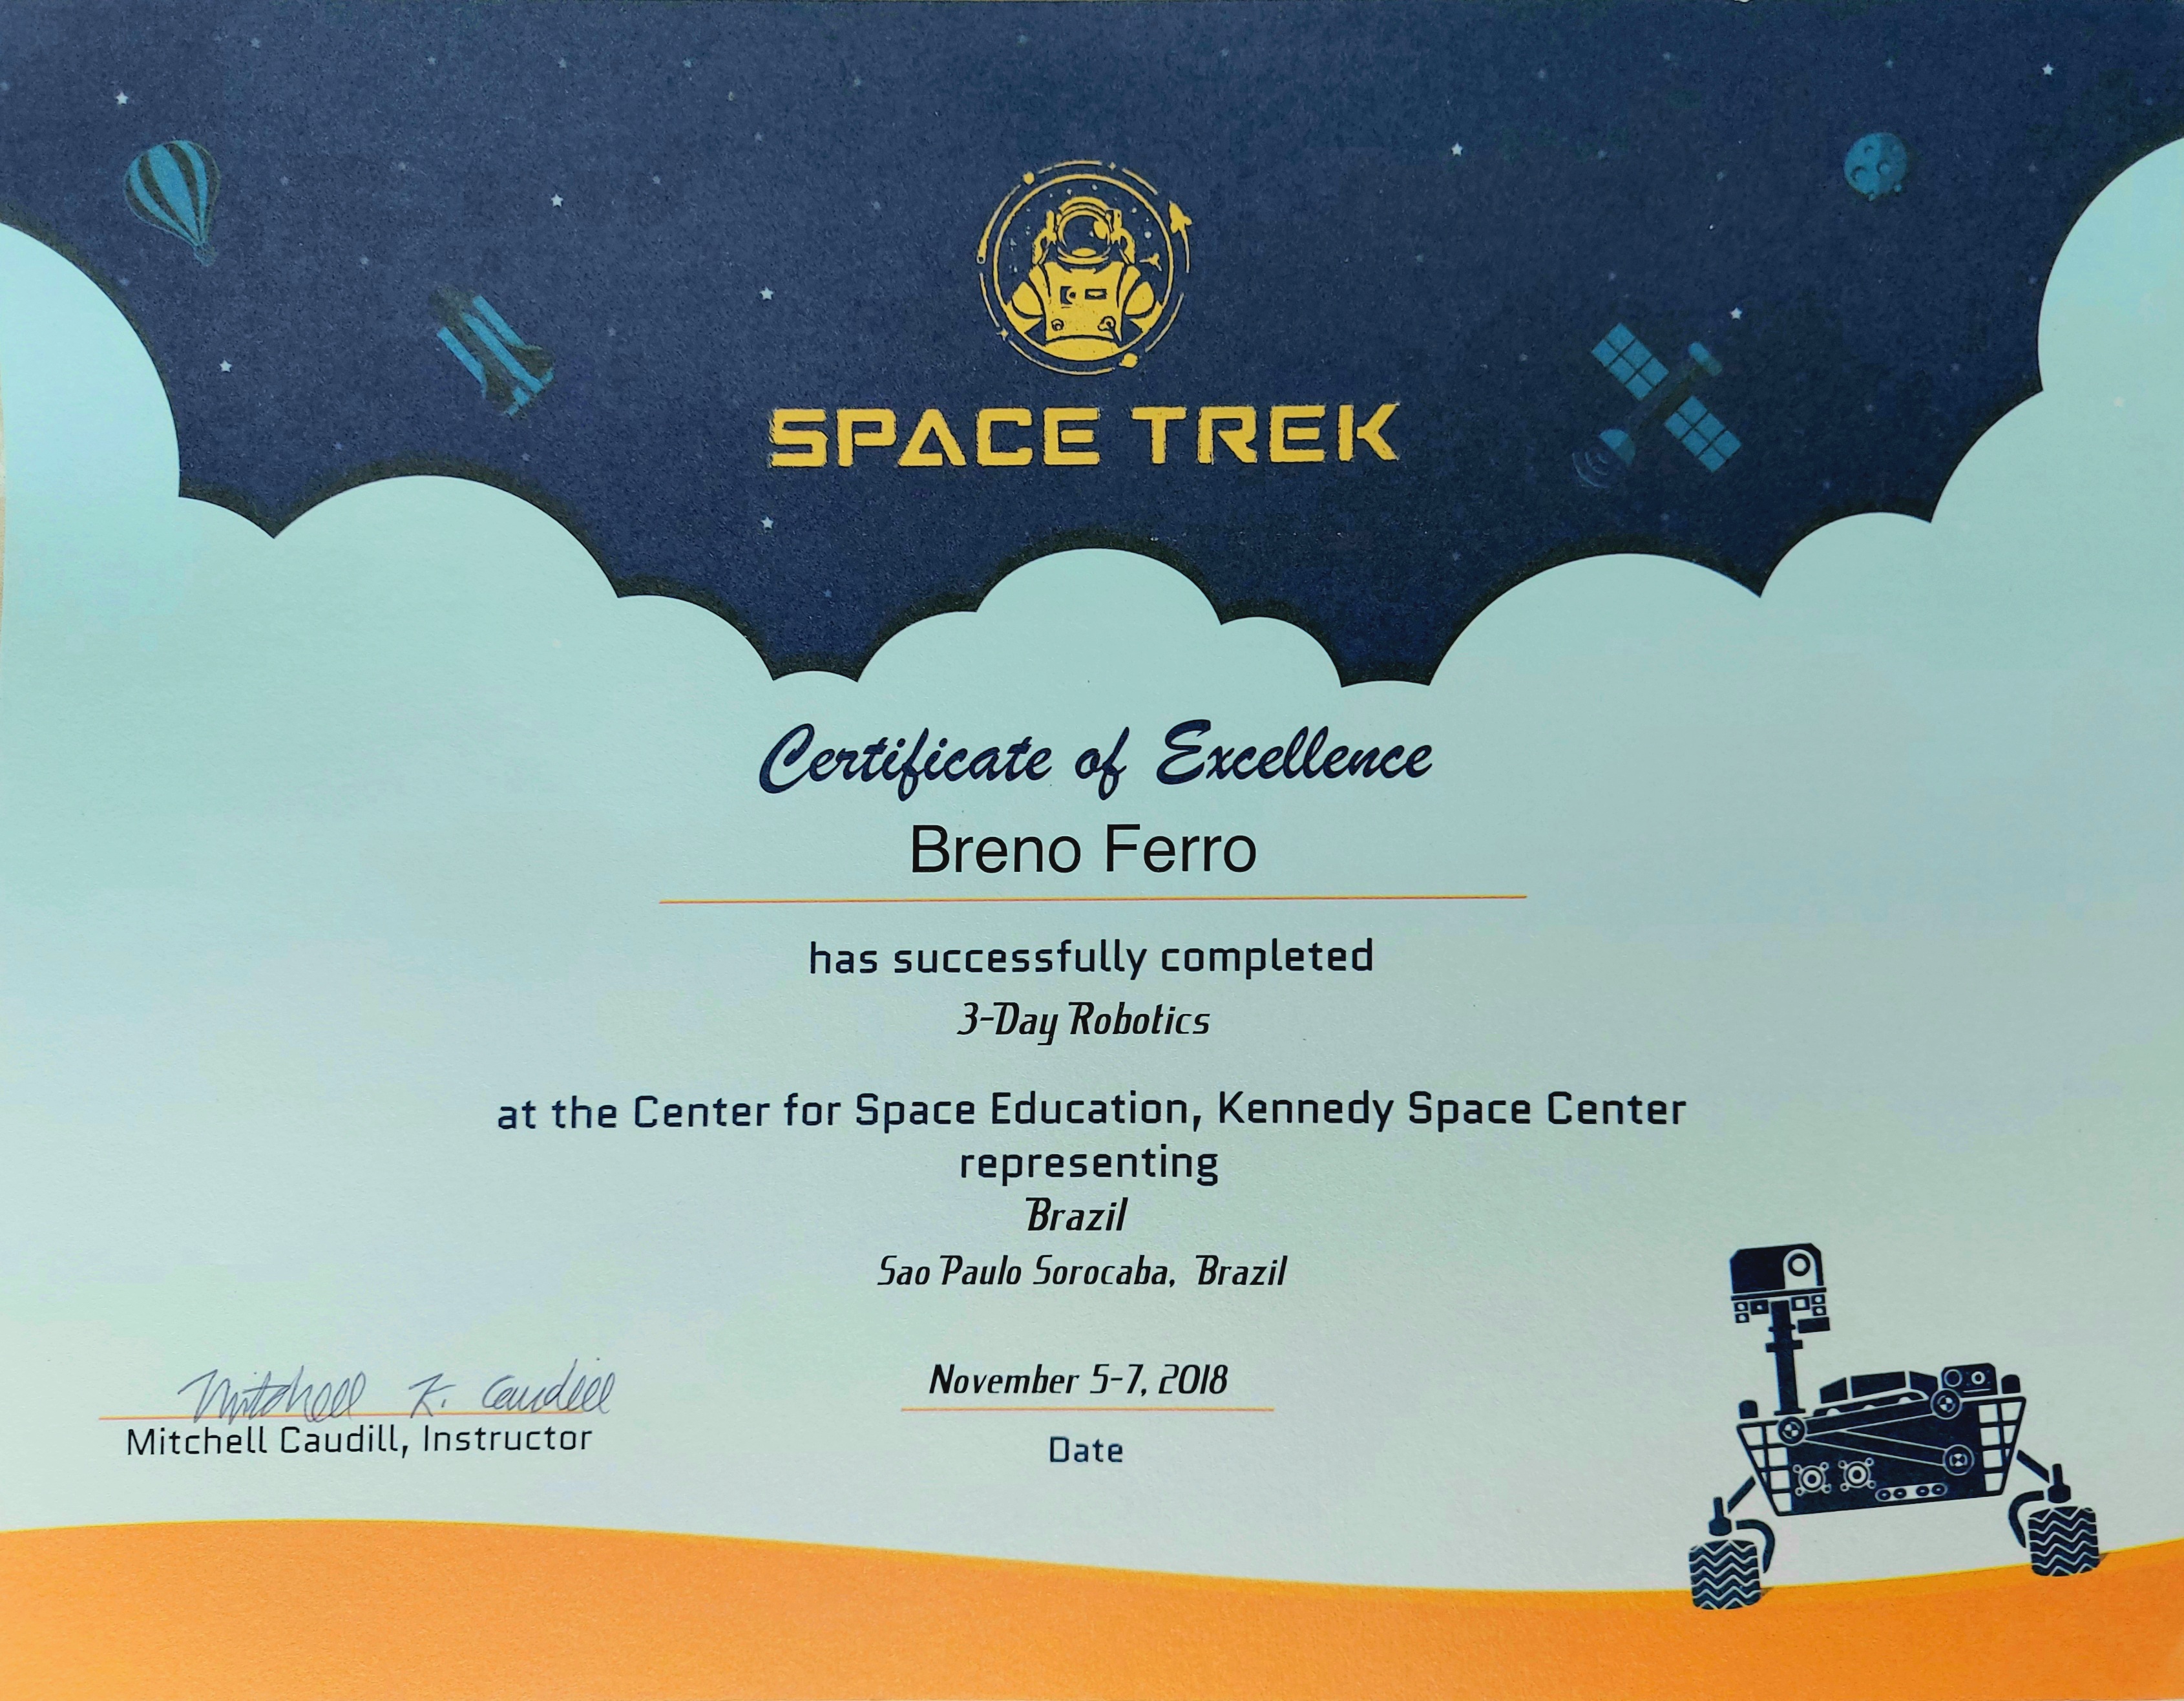 SPACE TREK
Certificate of Excellence
Breno Ferro
has successfully completed
3-Day Robotics
at the Center for Space Education, Kennedy Space Center
representing
Brazil
Sao Paulo Sorocaba, Brazil
Mitchell K. Caudill
November 5-7, 2018
Mitchell Caudill, Instructor
Date